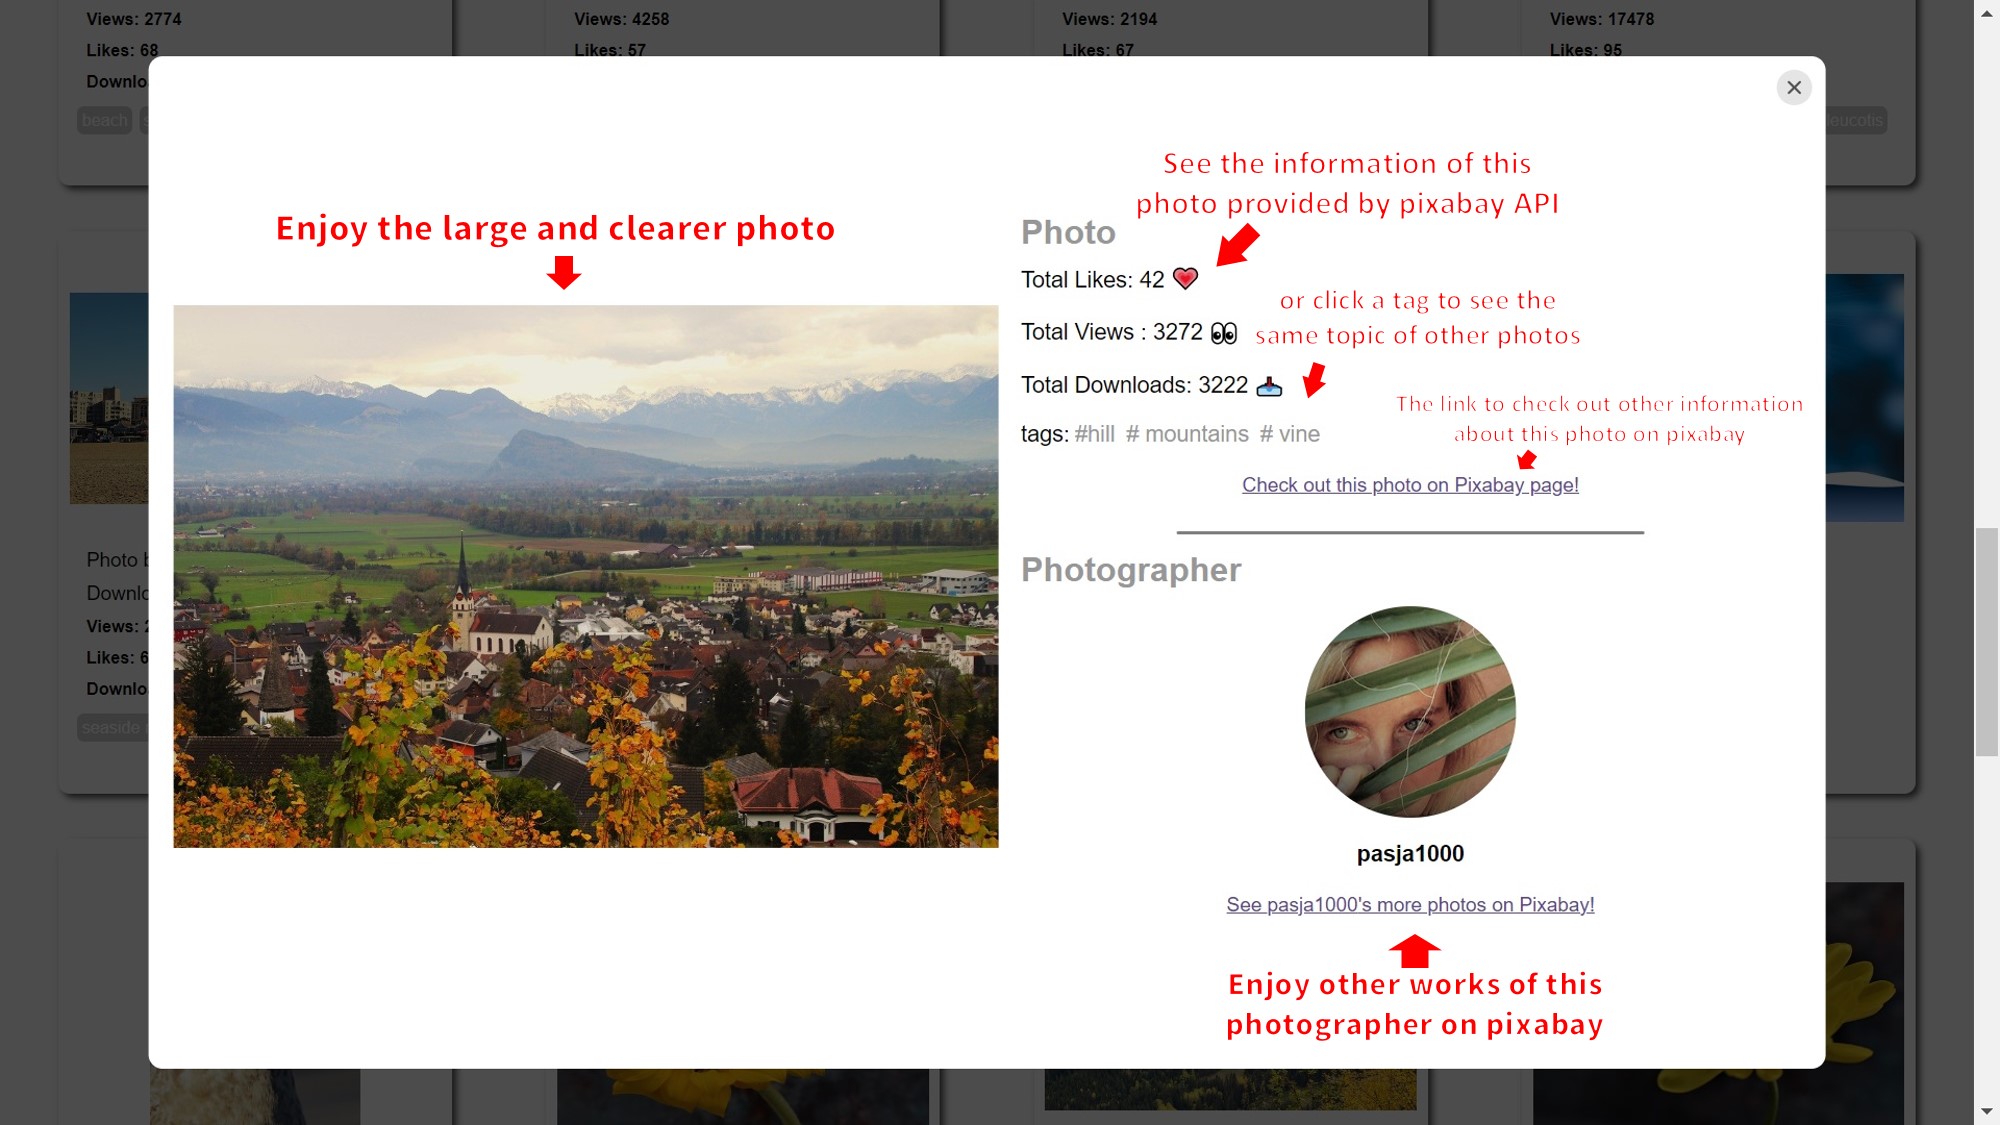 Views: 2774
Likes: 68
Downlo
beach
Views: 4258
Likes: 57
Views: 2194
Likes: 67
Views: 17478
Likes: 95
leucotis
Enjoy the large and clearer photo
See the information of this
photo provided by pixabay API
Photo
Total Likes: 42
or click a tag to see the
same topic of other photos
Total Views : 3272
Total Downloads: 3222
The link to check out other information
about this photo on pixabay
tags: #hill # mountains # vine
Check out this photo on Pixabay page!
Photographer
pasja1000
See pasja1000's more photos on Pixabay!
Enjoy other works of this
photographer on pixabay
Photo
Downlo
Views: 2
Likes: 6
Downlo
seaside